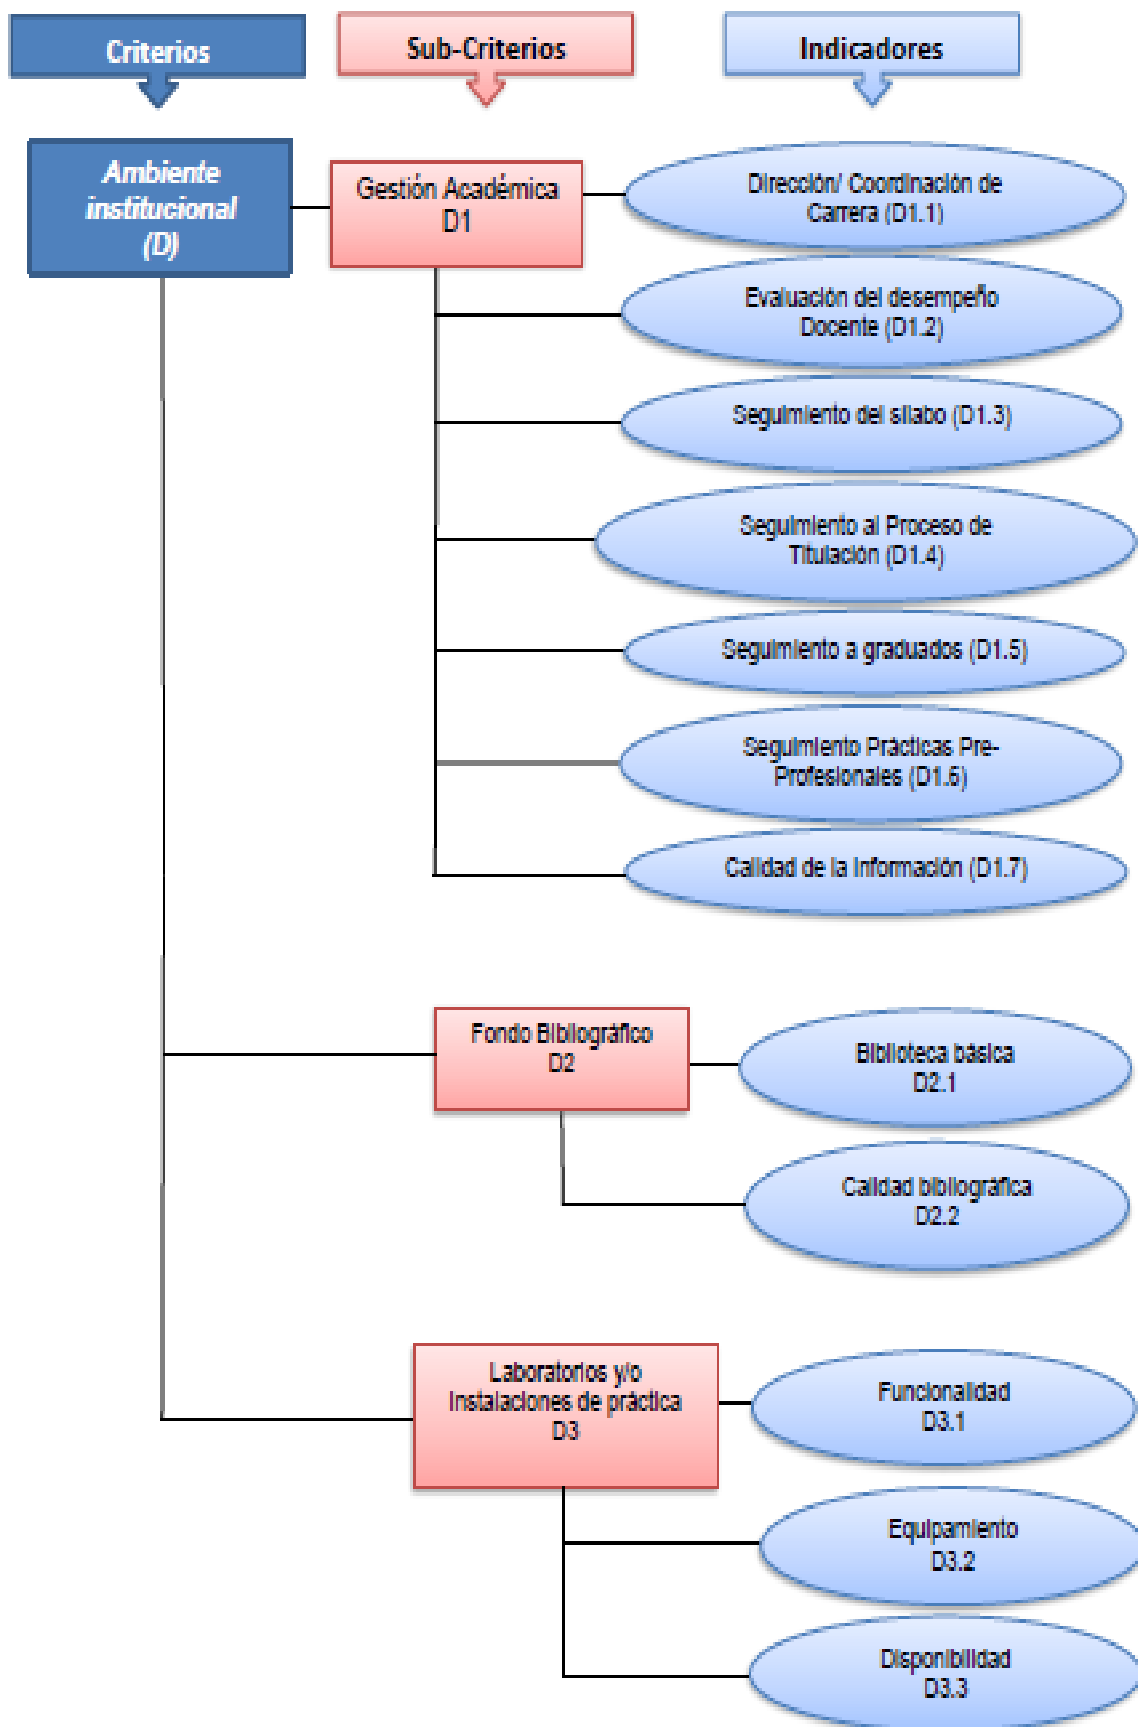 Criterios
Sub-Criterios
Indicadores
Ambiente
institucional
(D)
Gestión Académica
D1
Dirección/ Coordinación de
Carrera (D1.1)
Evaluación del desempeño
Docente (D1.2)
Seguimiento del sílabo (D1.3)
Seguimiento al Proceso de
Titulación (D1.4)
Seguimiento a graduados (D1.5)
Seguimiento Prácticas Pre-
Profesionales (D1.6)
Calidad de la Información (D1.7)
Fondo Bibliográfico
D2
Biblioteca básica
D2.1
Calidad bibliográfica
D2.2
Laboratorios y/o
Instalaciones de práctica
D3
Funcionalidad
D3.1
Equipamiento
D3.2
Disponibilidad
D3.3